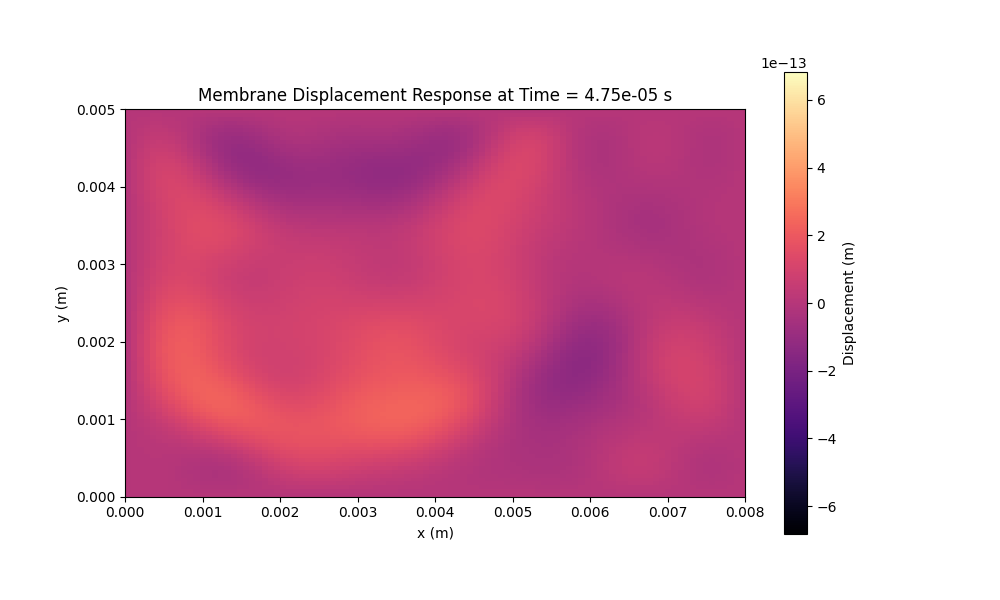 1e−13
Membrane Displacement Response at Time = 4.75e-05 s
0.005
0.004
0.003
0.002
0.001
0.000
y (m)
0.000 0.001 0.002 0.003 0.004 0.005 0.006 0.007 0.008
x (m)
6
4
2
0
−2
−4
−6
Displacement (m)